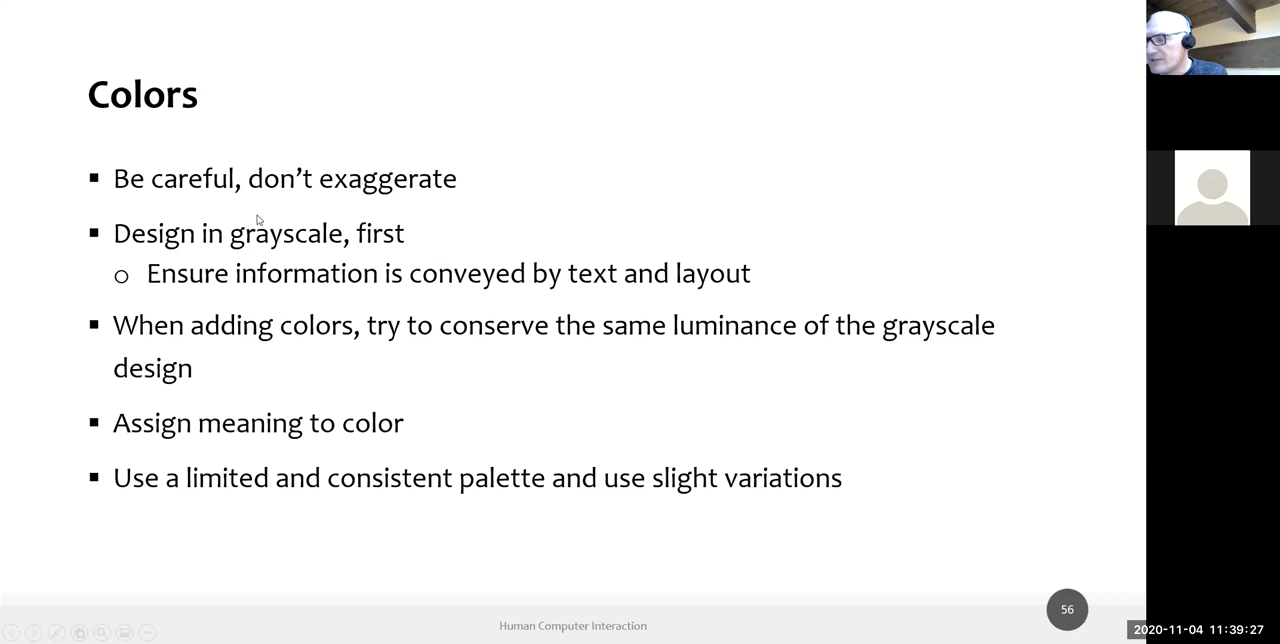 Colors
▪ Be careful, don't exaggerate
▪ Design in grayscale, first
o Ensure information is conveyed by text and layout
▪ When adding colors, try to conserve the same luminance of the grayscale
design
▪ Assign meaning to color
▪ Use a limited and consistent palette and use slight variations
Human Computer Interaction
56
2020-11-04 11:39:27